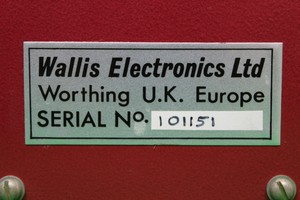 Wallis Electronics Ltd
Worthing U.K. Europe
SERIAL No. 101151